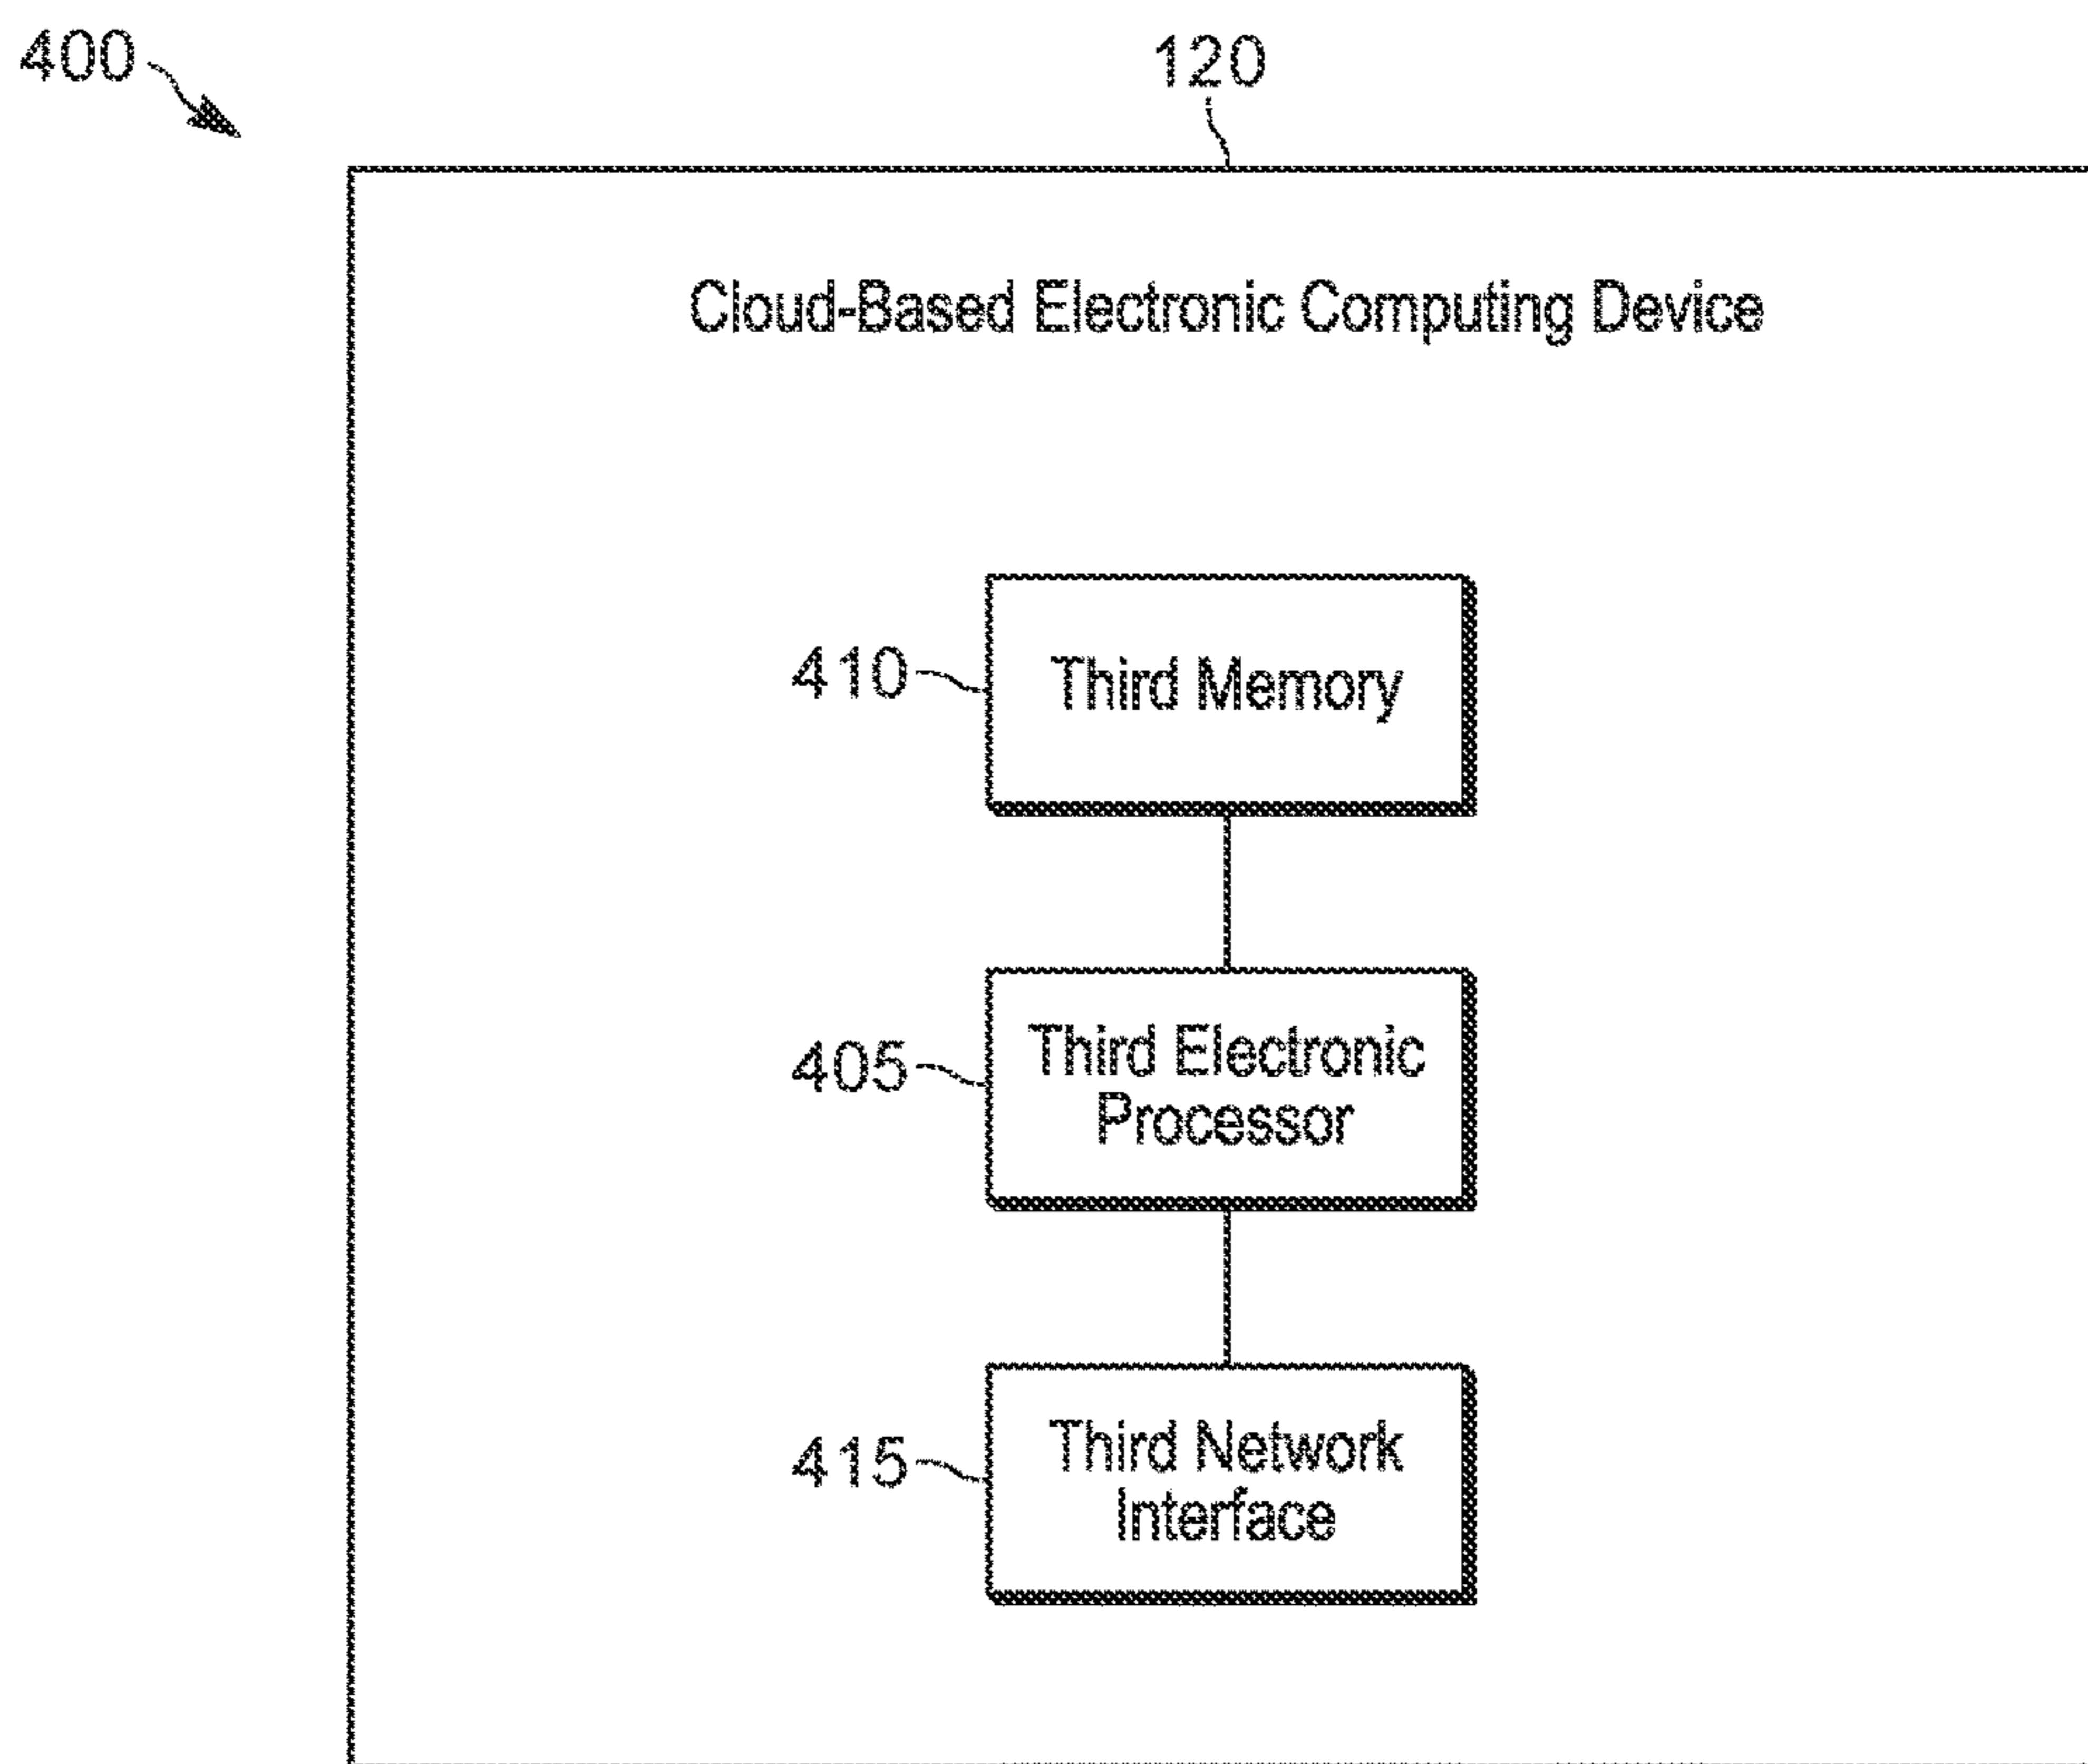 400
120
Cloud-Based Electronic Computing Device
410
Third Memory
405
Third Electronic
Processor
415
Third Network
Interface